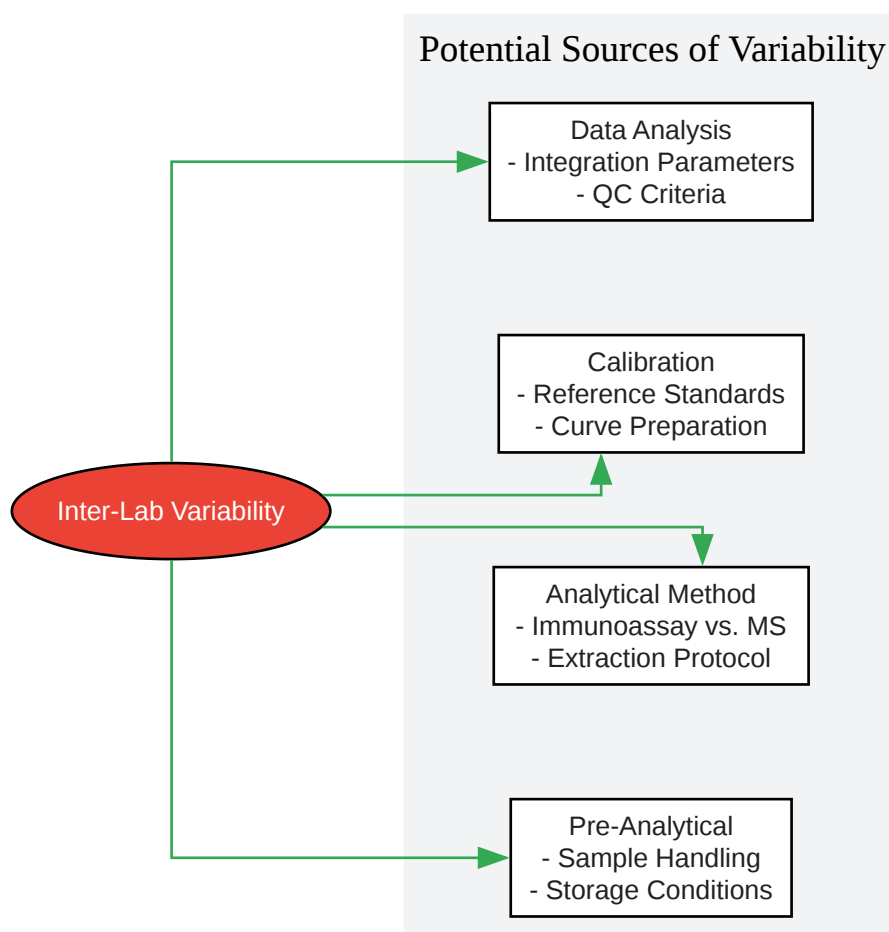 Potential Sources of Variability
Data Analysis
- Integration Parameters
- QC Criteria
Calibration
- Reference Standards
- Curve Preparation
Inter-Lab Variability
Analytical Method
- Immunoassay vs. MS
- Extraction Protocol
Pre-Analytical
- Sample Handling
- Storage Conditions